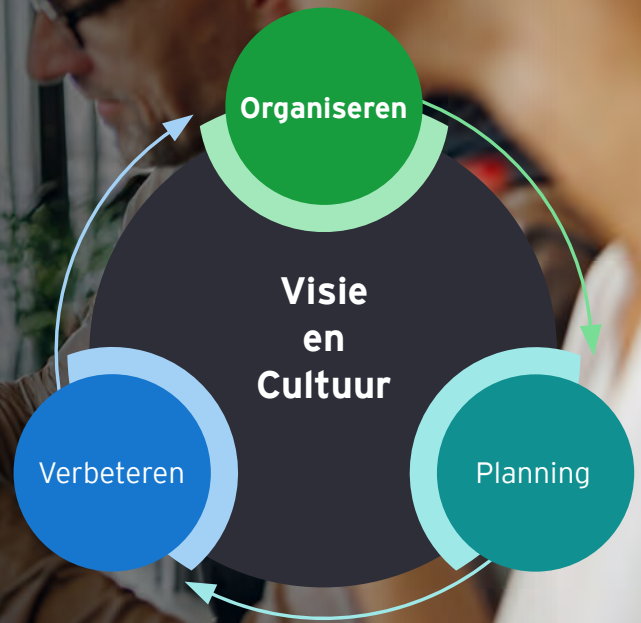 Organiseren
Visie
en
Cultuur
Verbeteren
Planning